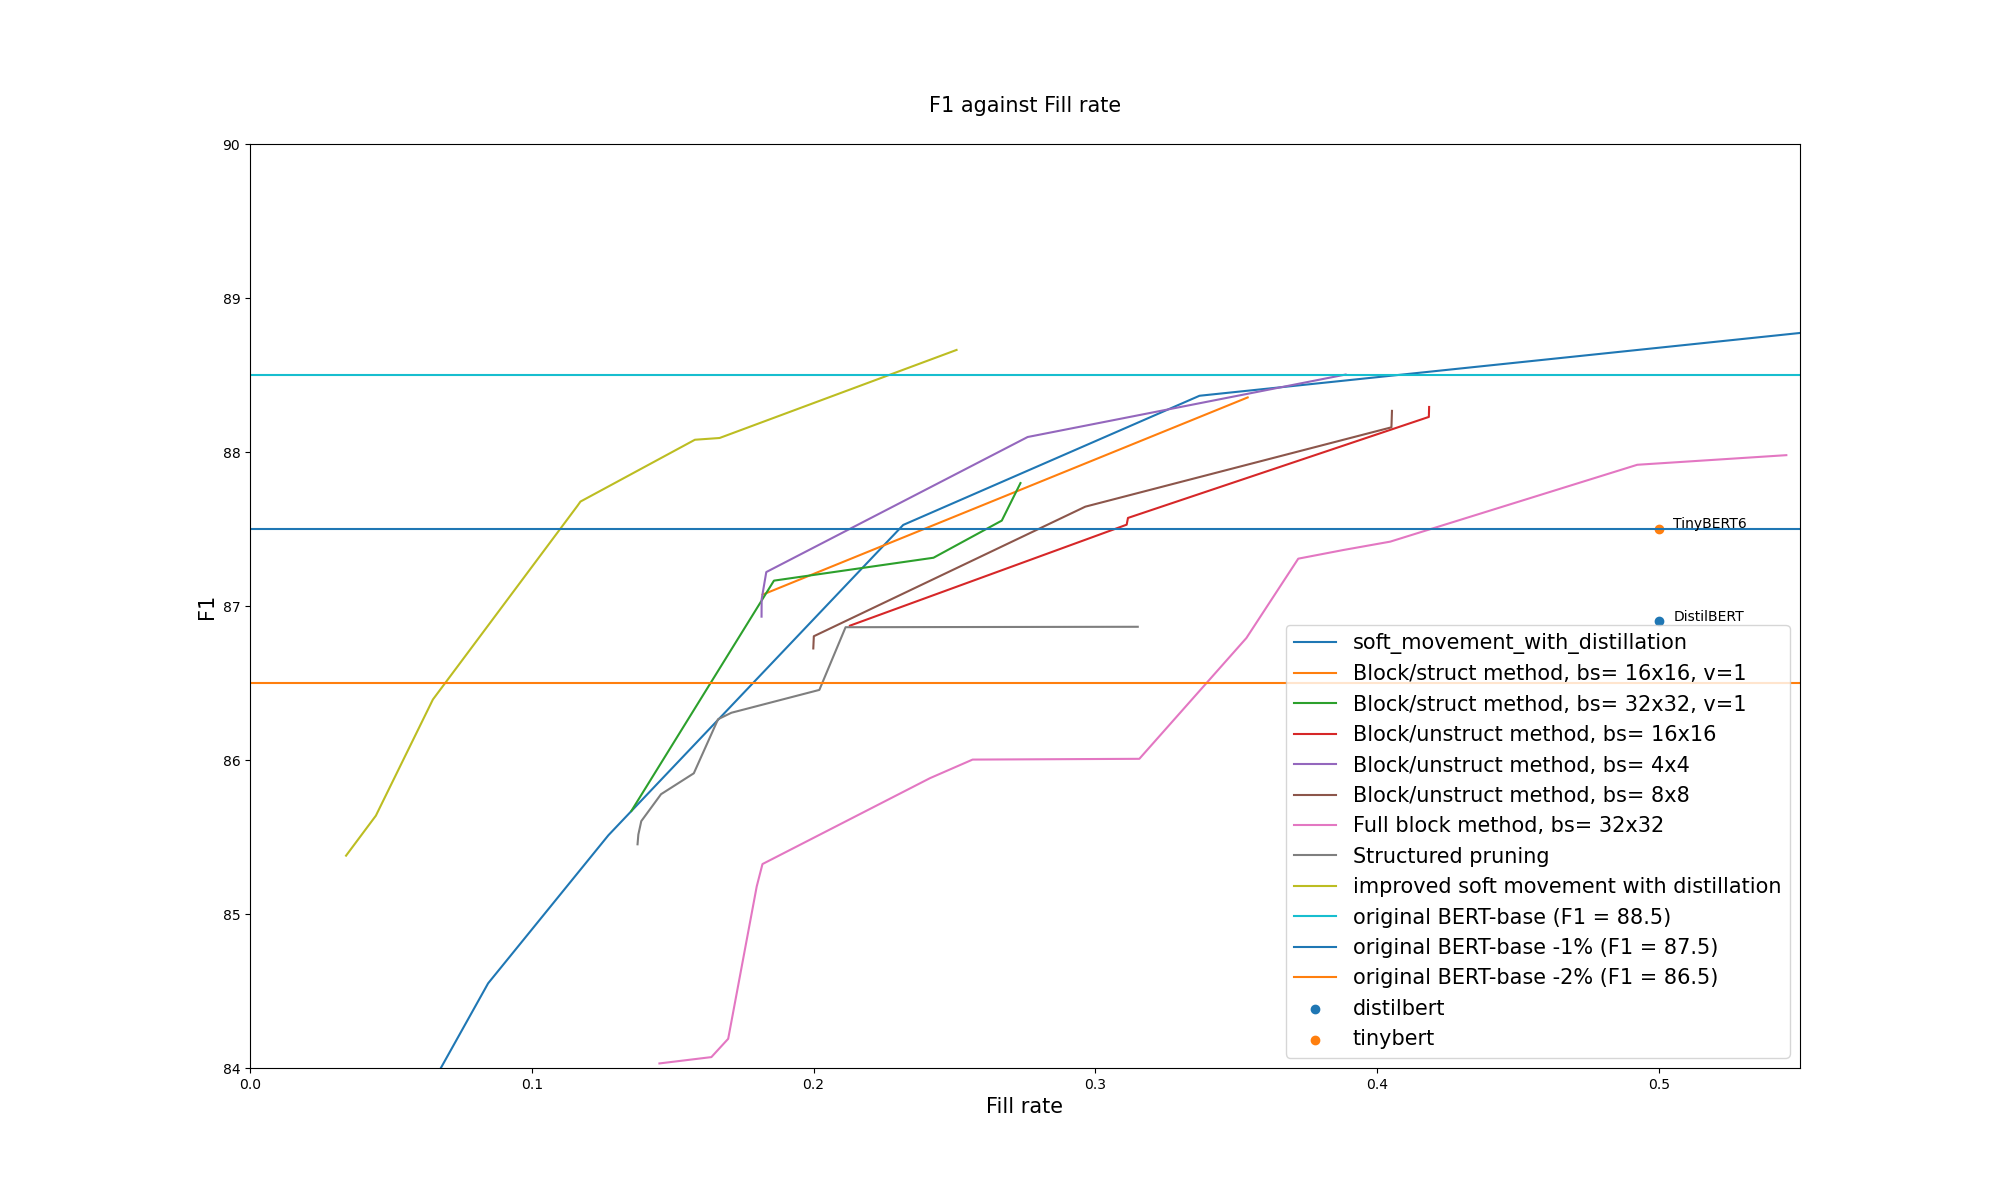 F1 against Fill rate
90
89
88
87
86
85
84
F1
TinyBERT6
DistilBERT
soft_movement_with_distillation
Block/struct method, bs= 16x16, v=1
Block/struct method, bs= 32x32, v=1
Block/unstruct method, bs= 16x16
Block/unstruct method, bs= 4x4
Block/unstruct method, bs= 8x8
Full block method, bs= 32x32
Structured pruning
improved soft movement with distillation
original BERT-base (F1 = 88.5)
original BERT-base -1% (F1 = 87.5)
original BERT-base -2% (F1 = 86.5)
distilbert
tinybert
0.0 0.1 0.2 0.3 0.4 0.5
Fill rate